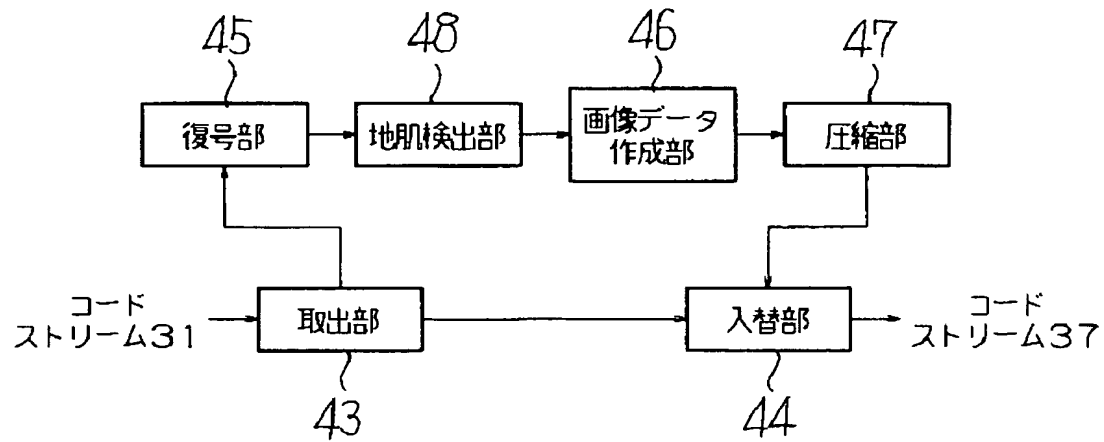 45
48
46
47
復号部
地肌検出部
画像データ
作成部
圧縮部
コード
ストリーム31
取出部
入替部
コード
ストリーム37
43
44